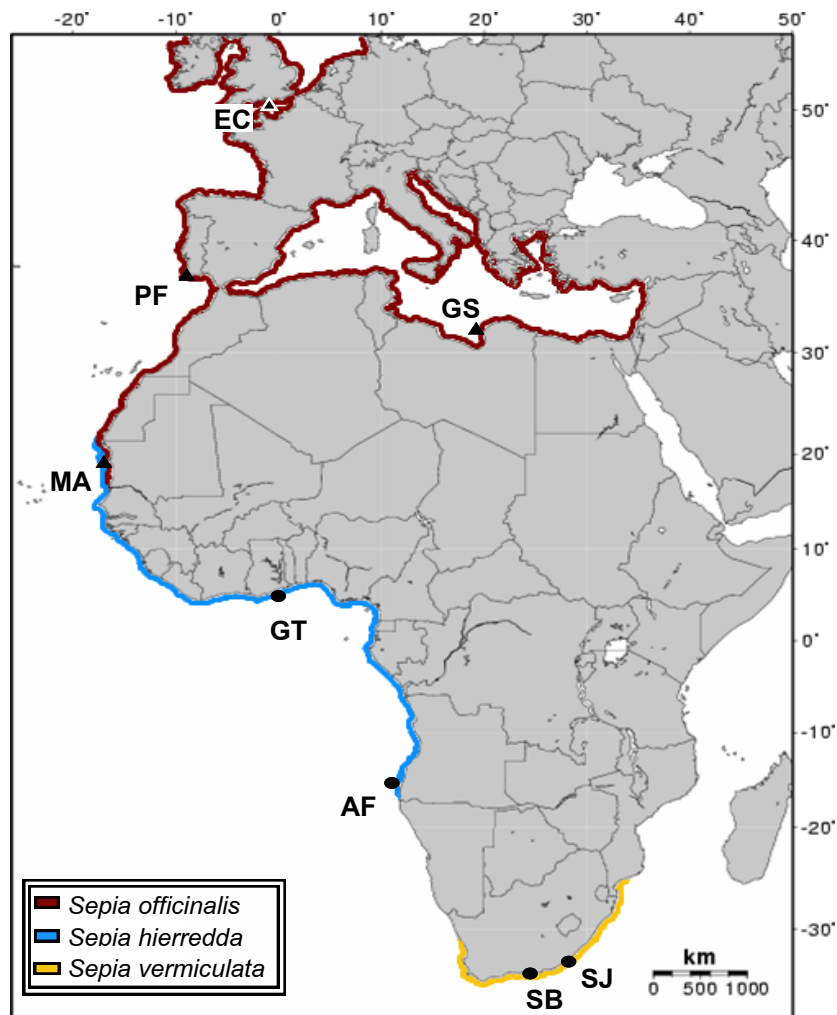 -20° -10° 0° 10° 20° 30° 40° 50°
EC
50°
40°
PF
GS
30°
20°
MA
10°
GT
0°
-10°
AF
-20°
Sepia officinalis
-30°
Sepia hierredda
km
SJ
Sepia vermiculata
0 500 1000
SB